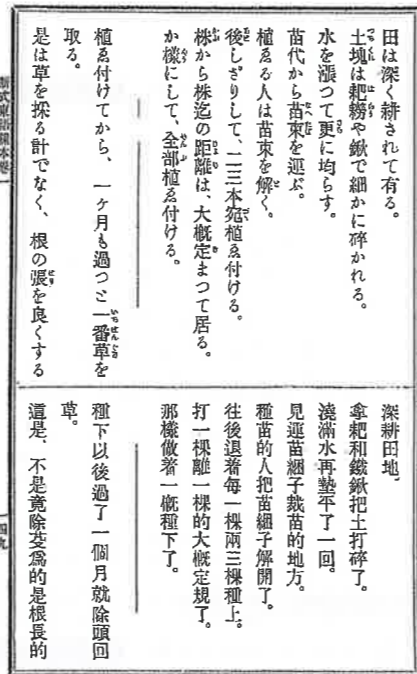 田は深く耕されて有る。
土塊は耙耮や鍬で細かに碎かれる。
水を漲つて更に均らす。
苗代から苗束を運ぶ。
植ゑる人は苗束を解く。
後しざりして、二三本宛植ゑ付ける。
株から株迄の距離は、大概定まつて居る。
か樣にして、全部植ゑ付ける。
植ゑ付けてから、一ケ月も過つと一番草を
取る。
是は草を採る計でなく、根の張を良くする
深耕田地、
拿耙和鐵鍬把土打碎了。
澆滿水再墊平了一回。
見運苗綑子栽苗的地方。
種苗的人把苗綑子解開了。
往後退着每一棵兩三棵種上。
打一棵離一棵的大概定規了。
那樣做着一概種下了。
種下以後過了一個月就除頭回
草。
這是、不是竟除芟爲的是根長的
四九